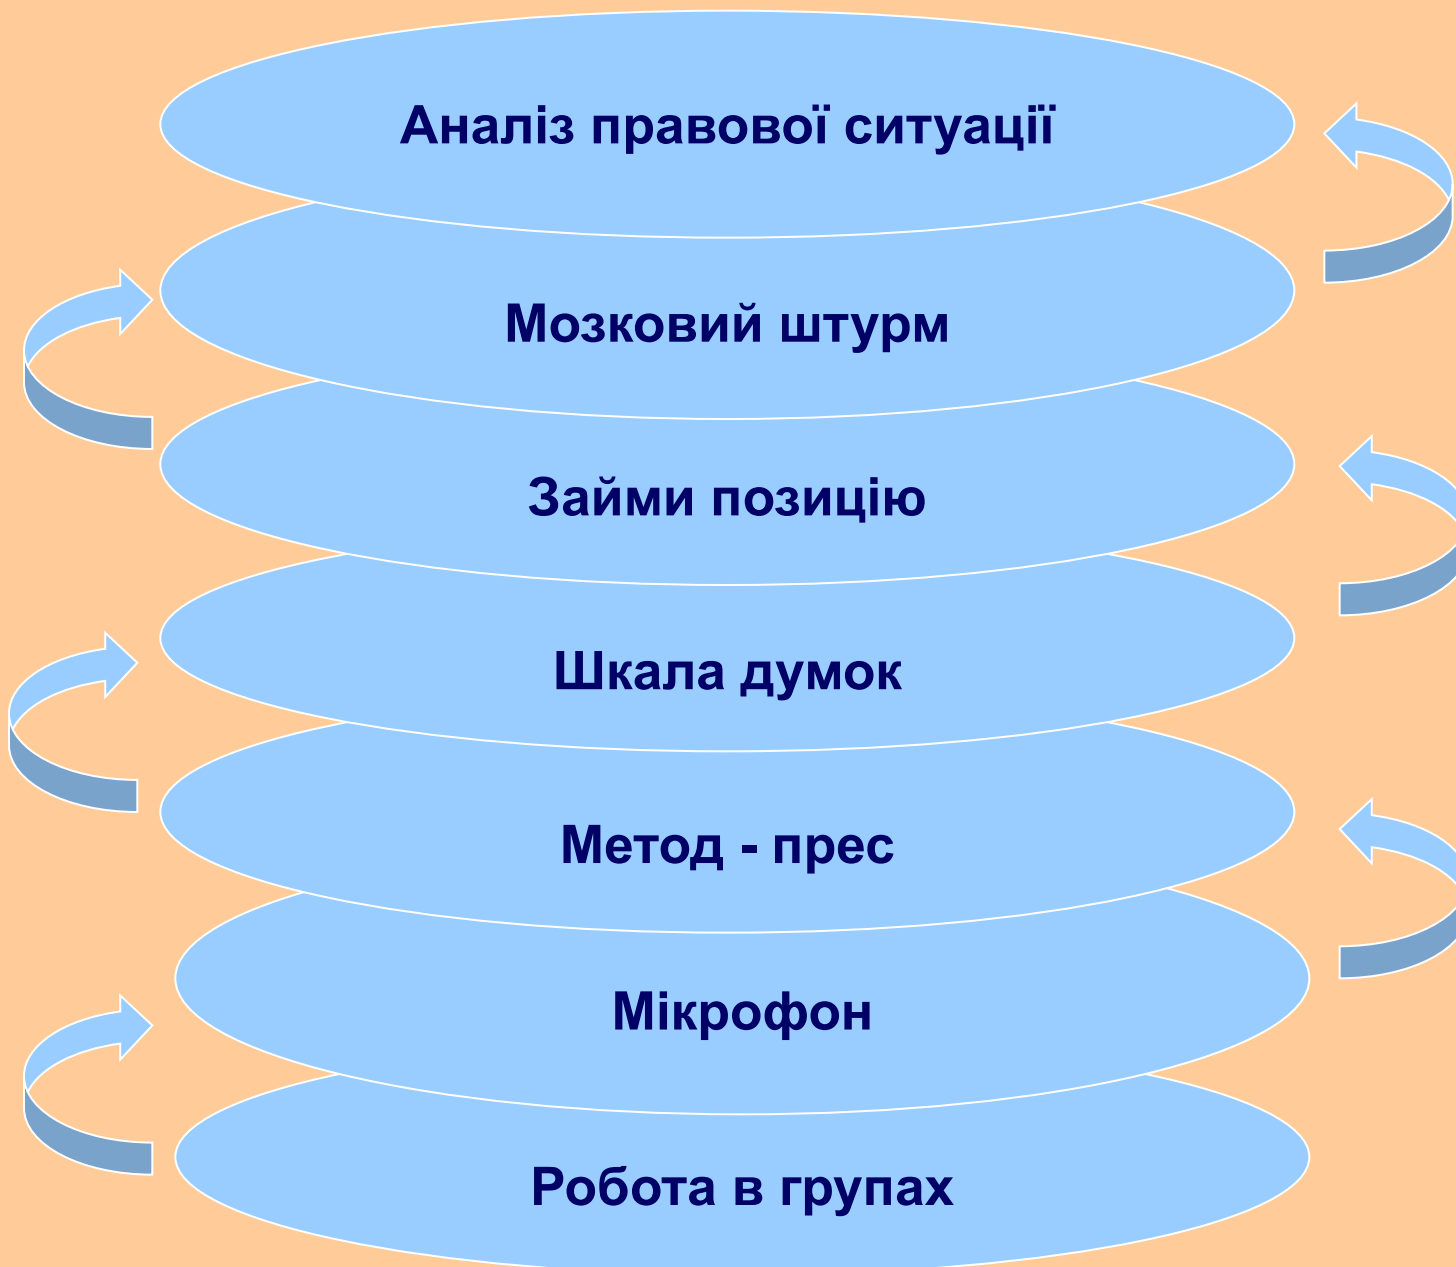 Аналіз правової ситуації
Мозковий штурм
Займи позицію
Шкала думок
Метод - прес
Мікрофон
Робота в групах